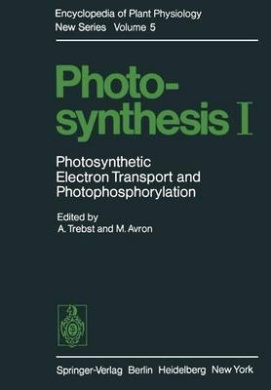 Encyclopedia of Plant Physiology
New Series Volume 5
Photo-
synthesis I
Photosynthetic
Electron Transport and
Photophosphorylation
Edited by
A. Trebst and M. Avron
Springer-Verlag Berlin Heidelberg New York